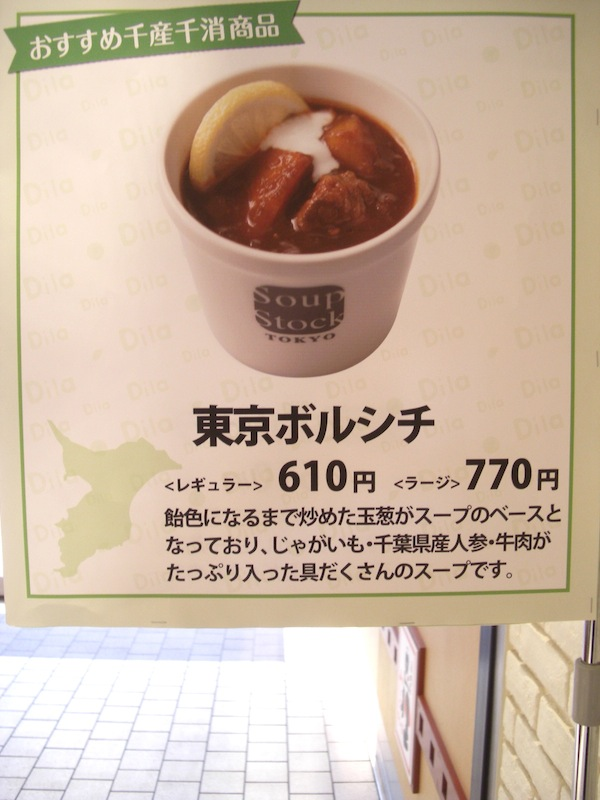 おすすめ千産千消商品
Soup
Stock
TOKYO
東京ボルシチ
<レギュラー> 610円 <ラージ> 770円
飴色になるまで炒めた玉葱がスープのベースと
なっており、じゃがいも・千葉県産人参・牛肉が
たっぷり入った具だくさんのスープです。